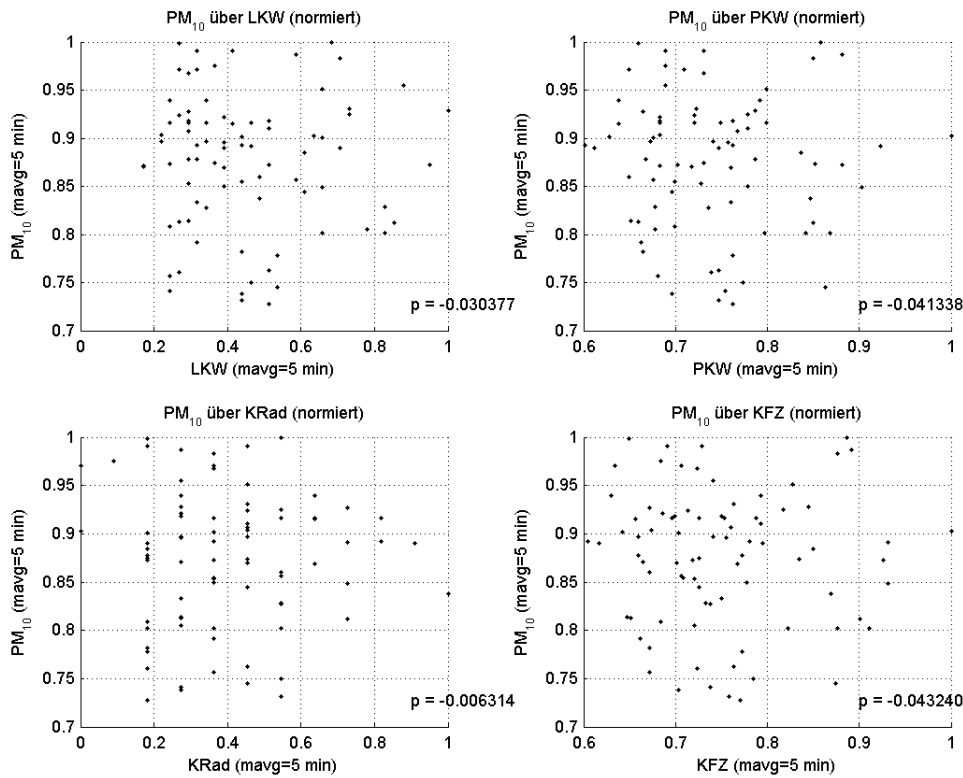 PM10 über LKW (normiert)
1
0.95
0.9
0.85
0.8
0.75
0.7
PM10 (mavg=5 min)
p = -0.030377
0 0.2 0.4 0.6 0.8 1
LKW (mavg=5 min)
PM10 über PKW (normiert)
1
0.95
0.9
0.85
0.8
0.75
0.7
PM10 (mavg=5 min)
p = -0.041338
0.6 0.7 0.8 0.9 1
PKW (mavg=5 min)
PM10 über KRad (normiert)
1
0.95
0.9
0.85
0.8
0.75
0.7
PM10 (mavg=5 min)
p = -0.006314
0 0.2 0.4 0.6 0.8 1
KRad (mavg=5 min)
PM10 über KFZ (normiert)
1
0.95
0.9
0.85
0.8
0.75
0.7
PM10 (mavg=5 min)
p = -0.043240
0.6 0.7 0.8 0.9 1
KFZ (mavg=5 min)